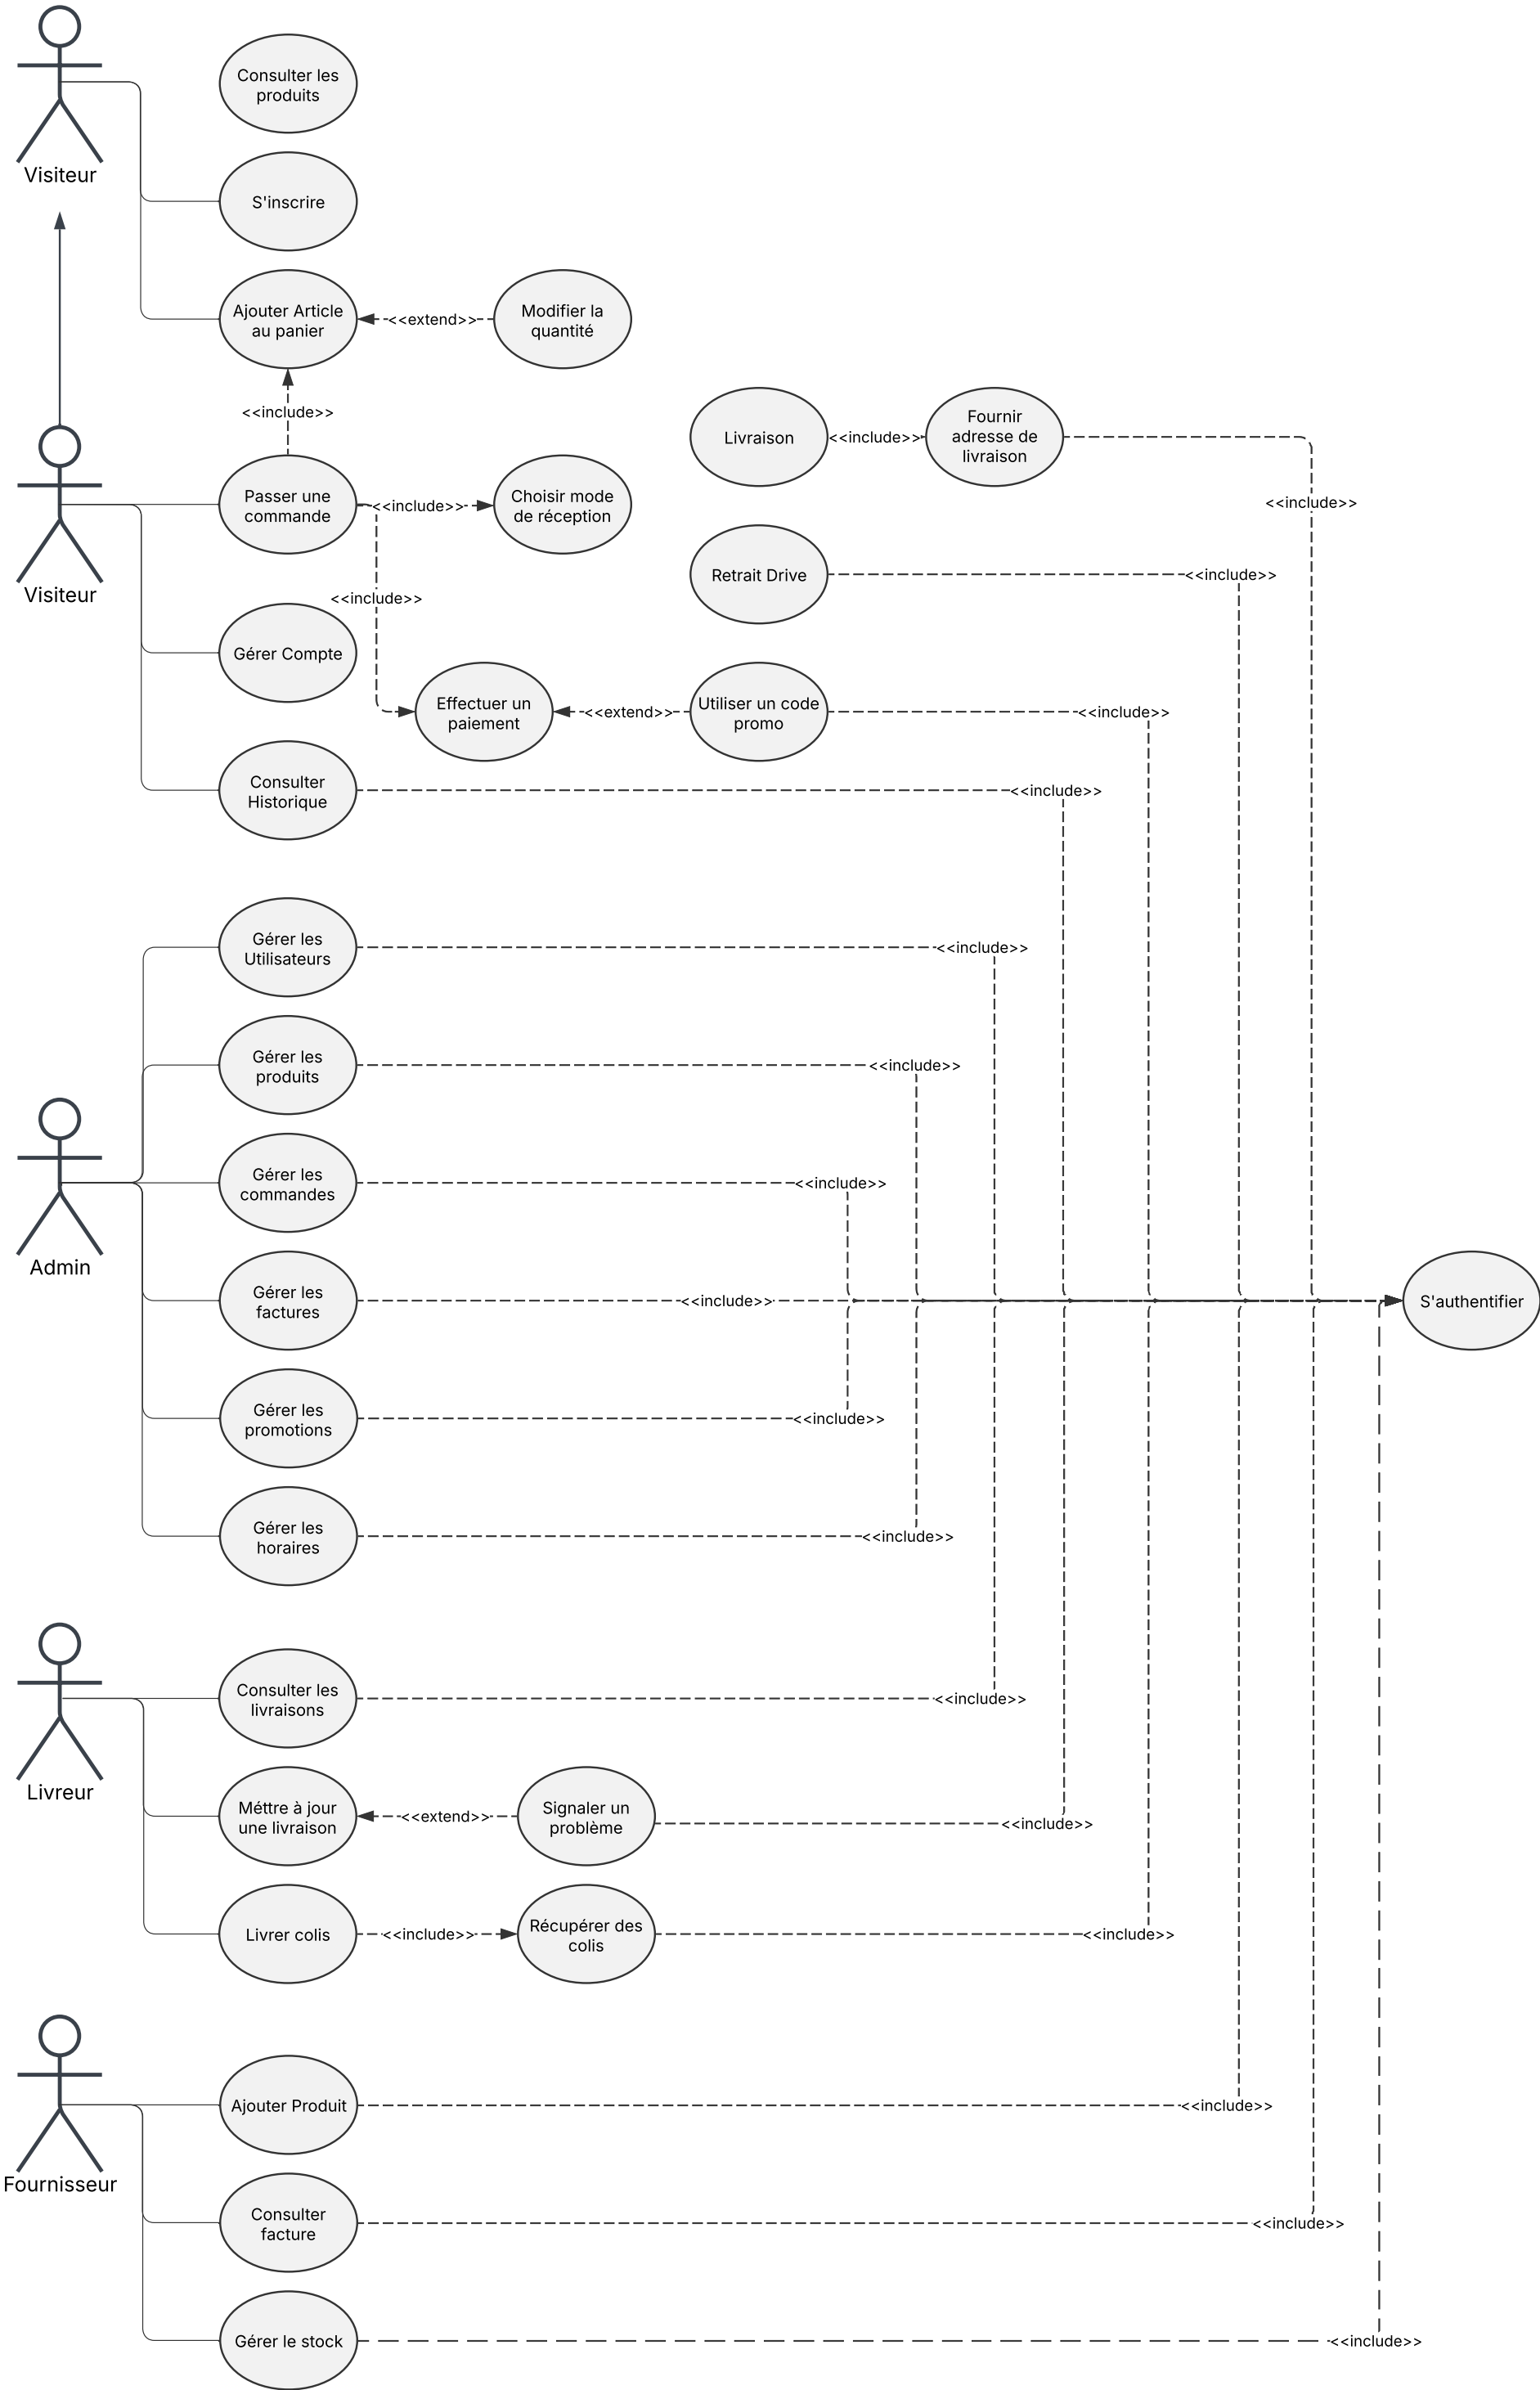 Consulter les
produits
Visiteur
S'inscrire
Ajouter Article
au panier
<<extend>>
Modifier la
quantité
<<include>>
Livraison
<<include>>
Fournir
adresse de
livraison
<<include>>
Visiteur
Passer une
commande
<<include>>
Choisir mode
de réception
Retrait Drive
<<include>>
<<include>>
Gérer Compte
Effectuer un
paiement
<<extend>>
Utiliser un code
promo
<<include>>
Consulter
Historique
<<include>>
Gérer les
Utilisateurs
<<include>>
Gérer les
produits
<<include>>
Admin
Gérer les
commandes
<<include>>
Gérer les
factures
<<include>>
S'authentifier
Gérer les
promotions
<<include>>
Gérer les
horaires
<<include>>
Livreur
Consulter les
livraisons
<<include>>
Méttre à jour
une livraison
<<extend>>
Signaler un
problème
<<include>>
Livrer colis
<<include>>
Récupérer des
colis
<<include>>
Fournisseur
Ajouter Produit
<<include>>
Consulter
facture
<<include>>
Gérer le stock
<<include>>